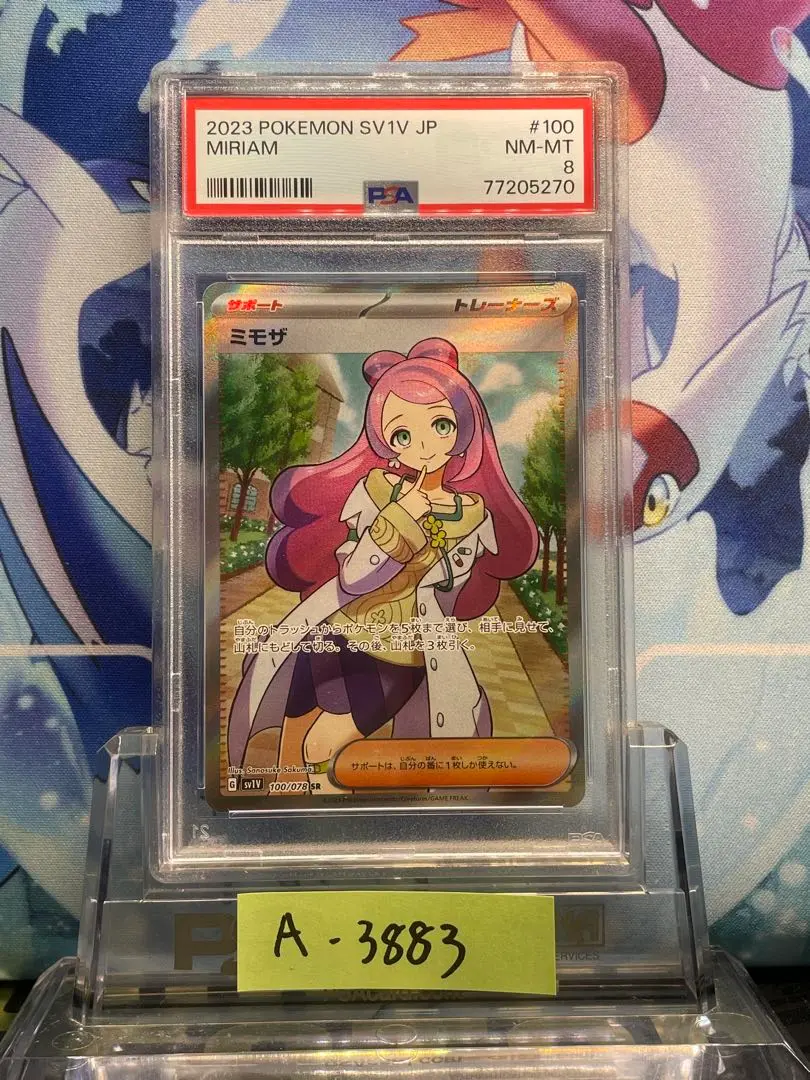 2023 POKEMON SV1V JP #100
MIRIAM NM-MT
8
PSA 77205270
サポート トレーナーズ
ミモザ
自分のトラッシュからポケモンを5枚まで選び、相手に見せて、
山札にもどして切る。その後、山札を3枚引く。
サポートは、自分の番に1枚しか使えない。
Illus. Sanosuke Sakuma
G sv1V 100/078 SR
A-3883